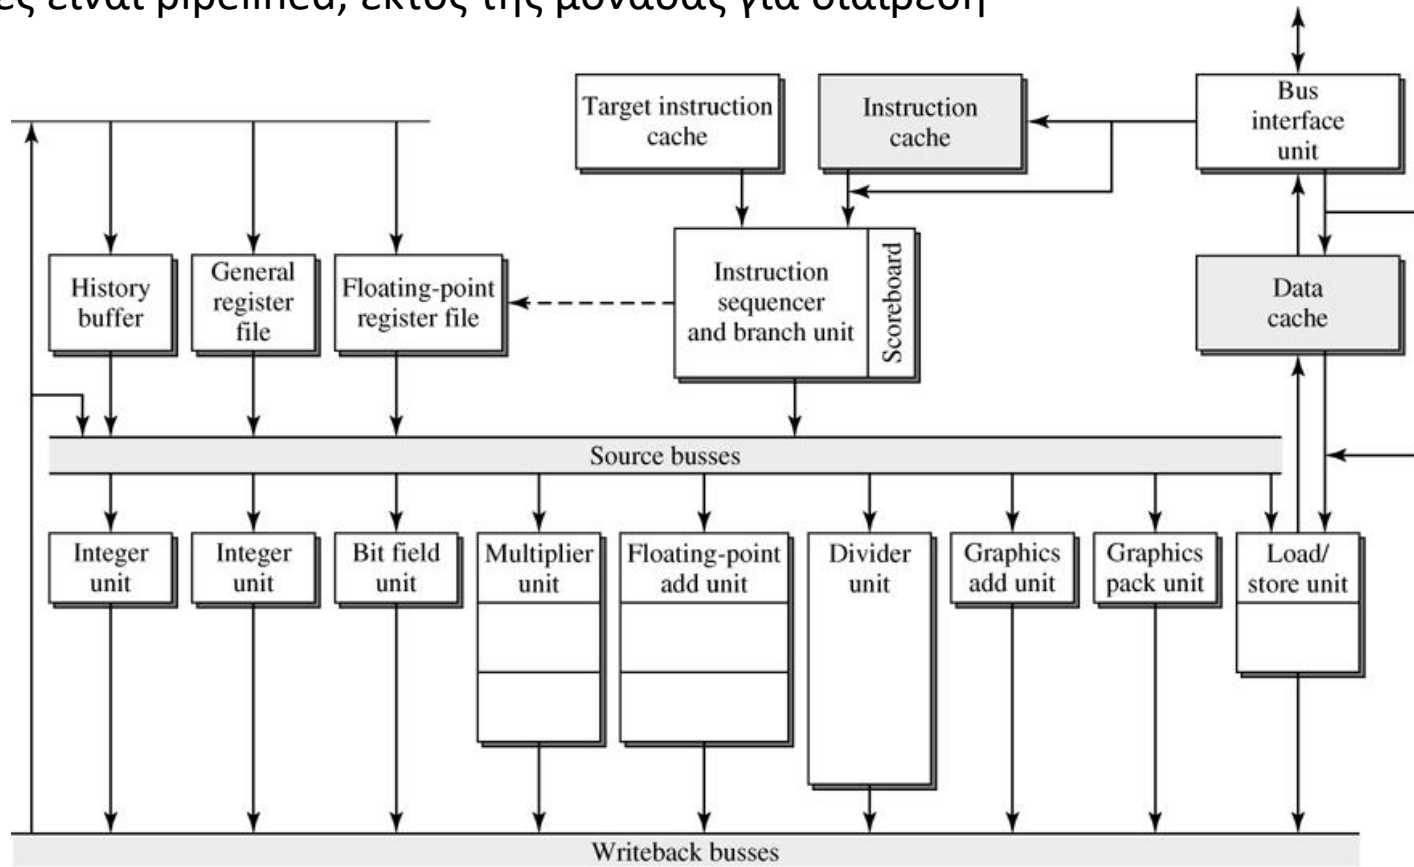 ες είναι pipelined, εκτός της μονάδας για διαίρεση
Target instruction
cache
Instruction
cache
Bus
interface
unit
History
buffer
General
register
file
Floating-point
register file
Instruction
sequencer
and branch unit
Scoreboard
Data
cache
Source busses
Integer
unit
Integer
unit
Bit field
unit
Multiplier
unit
Floating-point
add unit
Divider
unit
Graphics
add unit
Graphics
pack unit
Load/
store unit
Writeback busses